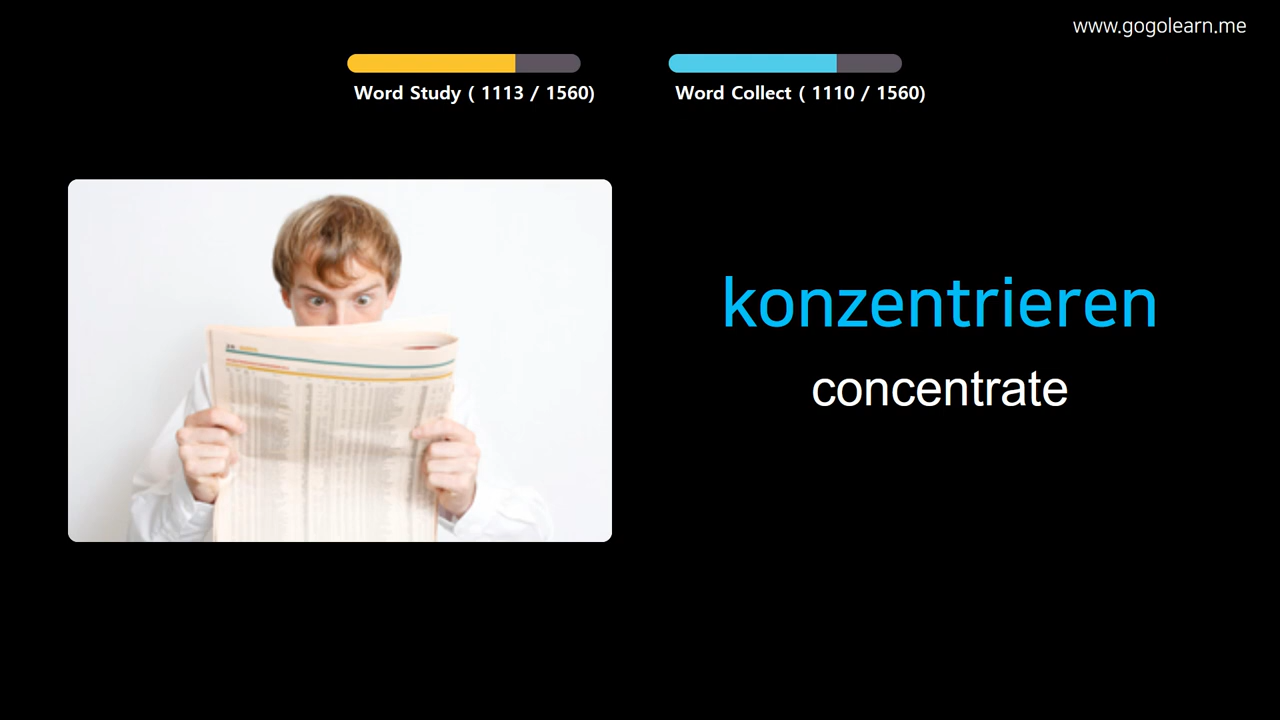 www.gogolearn.me
Word Study ( 1113 / 1560)
Word Collect ( 1110 / 1560)
konzentrieren
concentrate